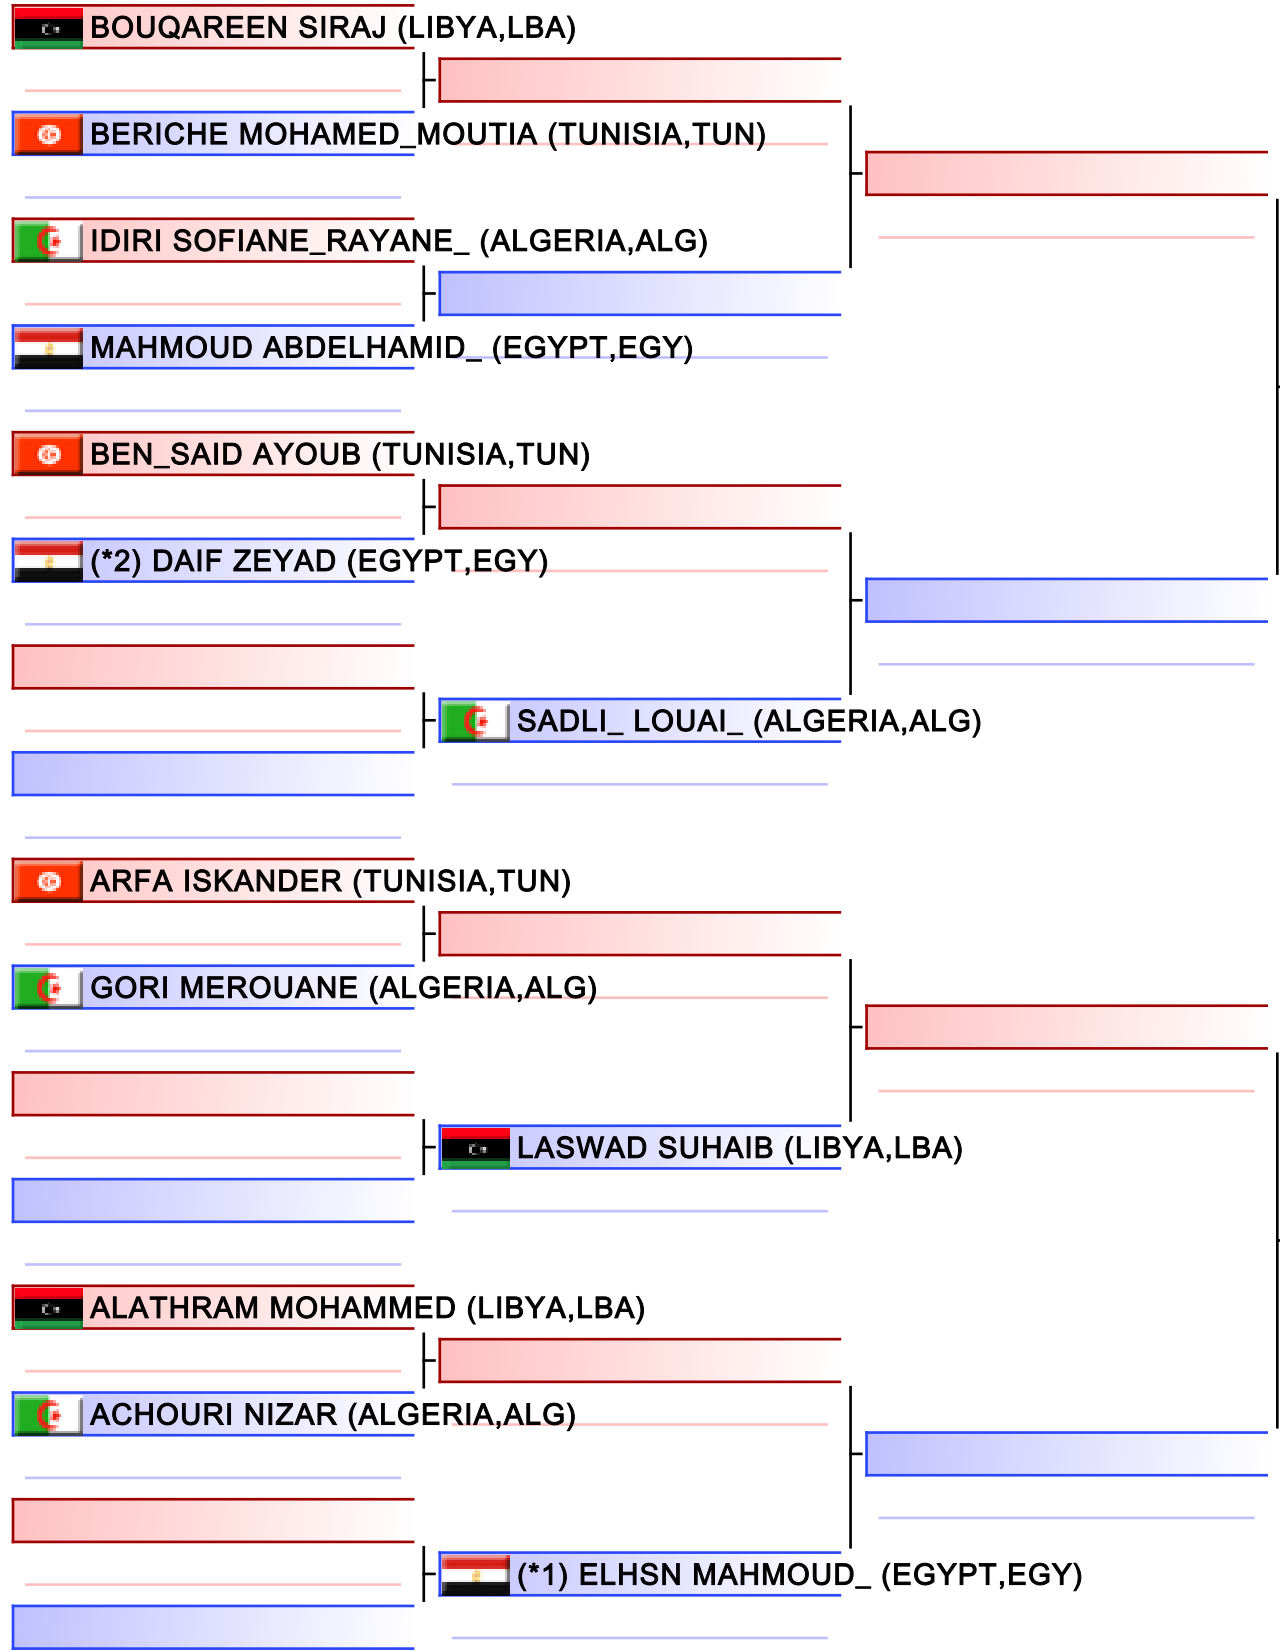 BOUQAREEN SIRAJ (LIBYA,LBA)
BERICHE MOHAMED_MOUTIA (TUNISIA,TUN)
IDIRI SOFIANE_RAYANE_ (ALGERIA,ALG)
MAHMOUD ABDELHAMID_ (EGYPT,EGY)
BEN_SAID AYOUB (TUNISIA,TUN)
(*2) DAIF ZEYAD (EGYPT,EGY)
SADLI_ LOUAI_ (ALGERIA,ALG)
ARFA ISKANDER (TUNISIA,TUN)
GORI MEROUANE (ALGERIA,ALG)
LASWAD SUHAIB (LIBYA,LBA)
ALATHRAM MOHAMMED (LIBYA,LBA)
ACHOURI NIZAR (ALGERIA,ALG)
(*1) ELHSN MAHMOUD_ (EGYPT,EGY)